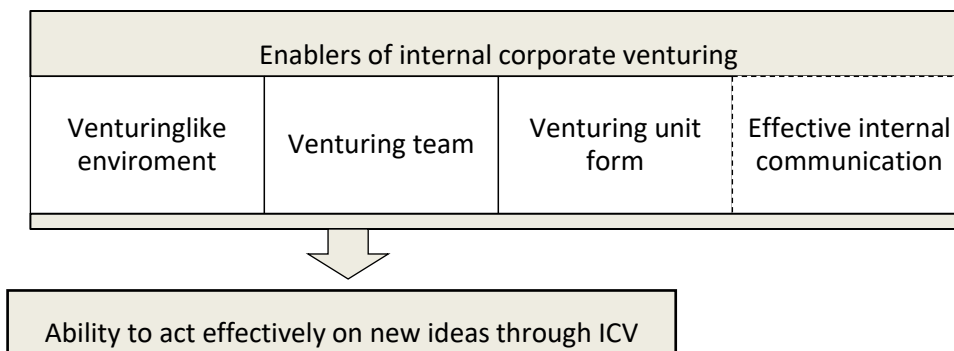 Enablers of internal corporate venturing
Venturinglike
enviroment
Venturing team
Venturing unit
form
Effective internal
communication
Ability to act effectively on new ideas through ICV